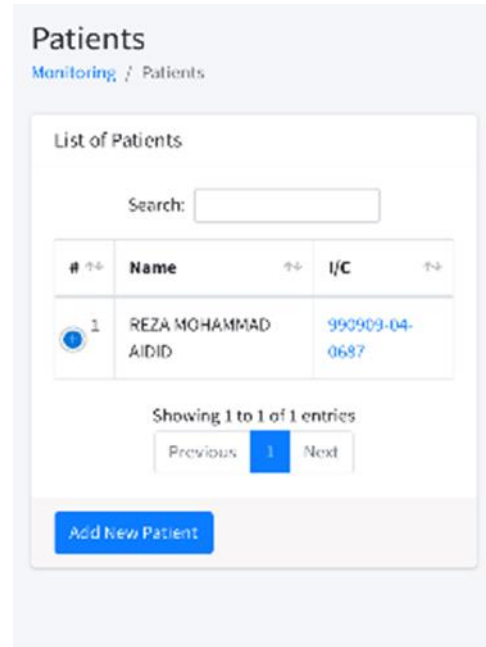 Patients
Monitoring / Patients
List of Patients
Search:
# Name I/C
1 REZA MOHAMMAD 990909-04-
AIDID 0687
Showing 1 to 1 of 1 entries
Previous 1 Next
Add New Patient